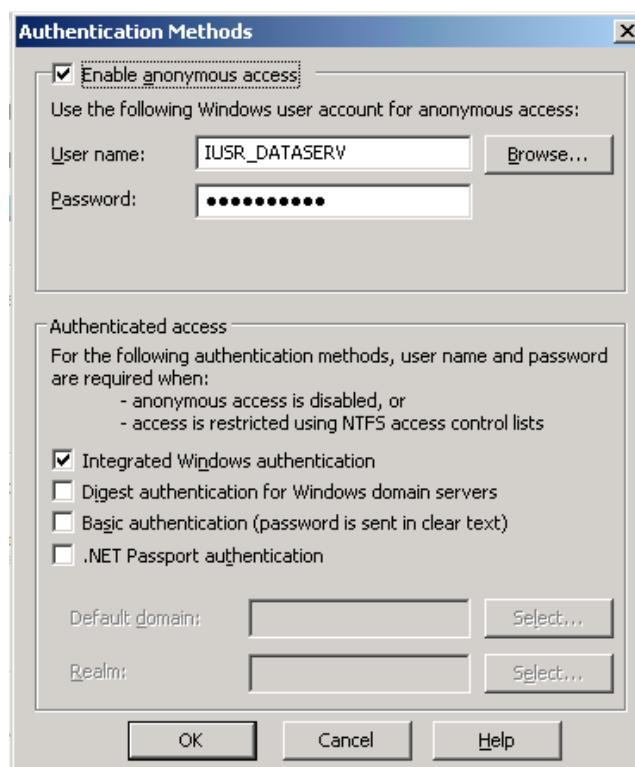 Authentication Methods
Enable anonymous access
Use the following Windows user account for anonymous access:
User name:
IUSR_DATASERV
Browse...
Password:
●●●●●●●●●●
Authenticated access
For the following authentication methods, user name and password
are required when:
- anonymous access is disabled, or
- access is restricted using NTFS access control lists
Integrated Windows authentication
Digest authentication for Windows domain servers
Basic authentication (password is sent in clear text)
.NET Passport authentication
Default domain:
Select...
Realm:
Select...
OK
Cancel
Help